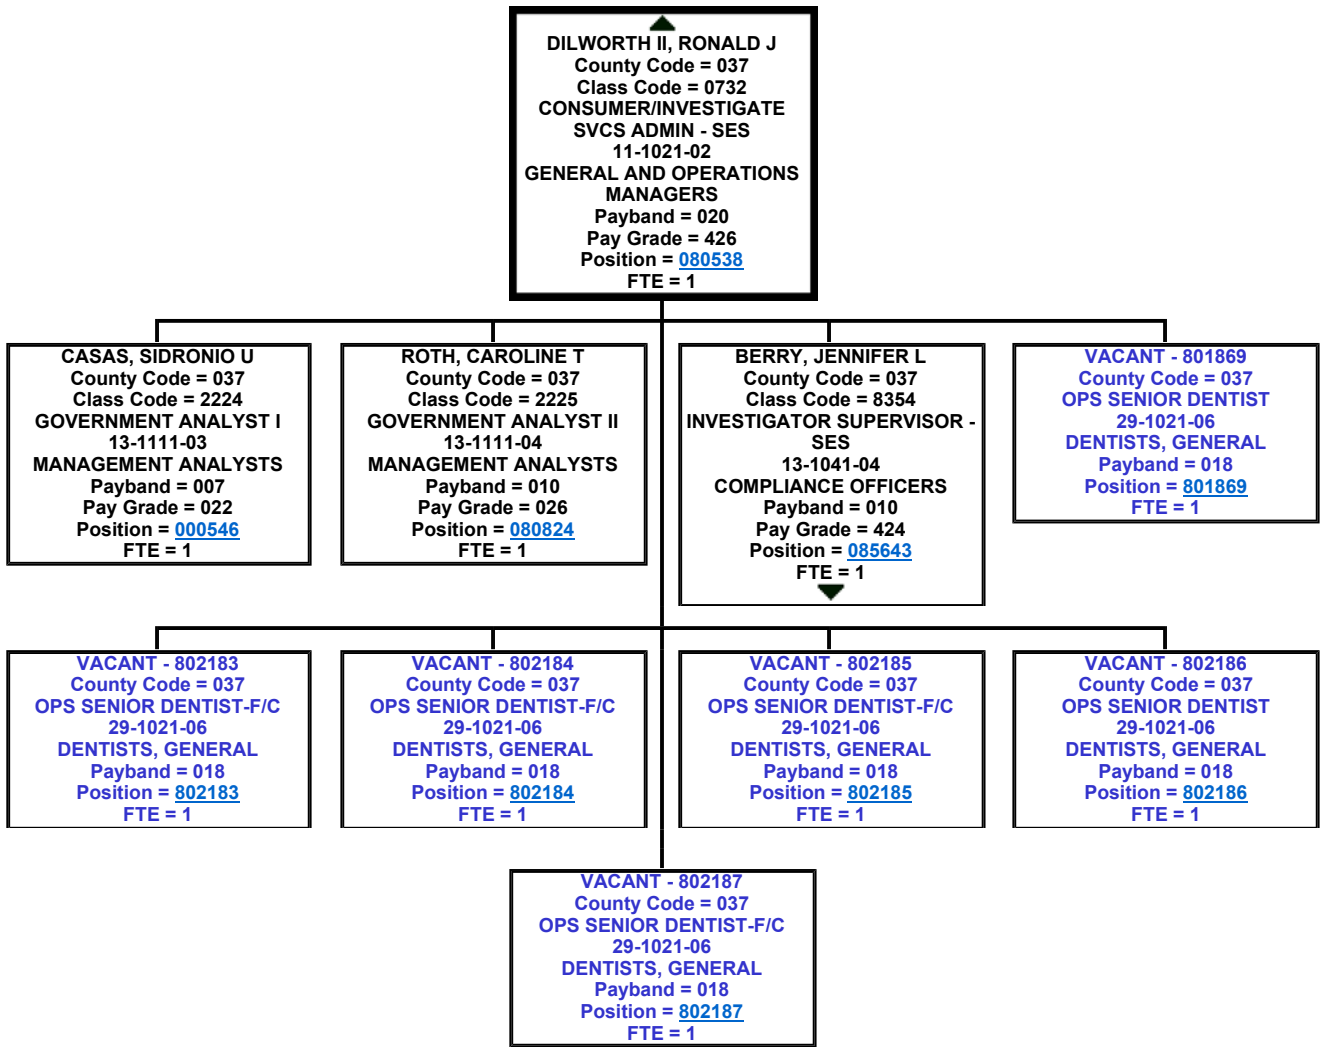 DILWORTH II, RONALD J
County Code = 037
Class Code = 0732
CONSUMER/INVESTIGATE
SVCS ADMIN - SES
11-1021-02
GENERAL AND OPERATIONS
MANAGERS
Payband = 020
Pay Grade = 426
Position = 080538
FTE = 1
CASAS, SIDRONIO U
County Code = 037
Class Code = 2224
GOVERNMENT ANALYST I
13-1111-03
MANAGEMENT ANALYSTS
Payband = 007
Pay Grade = 022
Position = 000546
FTE = 1
ROTH, CAROLINE T
County Code = 037
Class Code = 2225
GOVERNMENT ANALYST II
13-1111-04
MANAGEMENT ANALYSTS
Payband = 010
Pay Grade = 026
Position = 080824
FTE = 1
BERRY, JENNIFER L
County Code = 037
Class Code = 8354
INVESTIGATOR SUPERVISOR -
SES
13-1041-04
COMPLIANCE OFFICERS
Payband = 010
Pay Grade = 424
Position = 085643
FTE = 1
VACANT - 801869
County Code = 037
OPS SENIOR DENTIST
29-1021-06
DENTISTS, GENERAL
Payband = 018
Position = 801869
FTE = 1
VACANT - 802183
County Code = 037
OPS SENIOR DENTIST-F/C
29-1021-06
DENTISTS, GENERAL
Payband = 018
Position = 802183
FTE = 1
VACANT - 802184
County Code = 037
OPS SENIOR DENTIST-F/C
29-1021-06
DENTISTS, GENERAL
Payband = 018
Position = 802184
FTE = 1
VACANT - 802185
County Code = 037
OPS SENIOR DENTIST-F/C
29-1021-06
DENTISTS, GENERAL
Payband = 018
Position = 802185
FTE = 1
VACANT - 802186
County Code = 037
OPS SENIOR DENTIST
29-1021-06
DENTISTS, GENERAL
Payband = 018
Position = 802186
FTE = 1
VACANT - 802187
County Code = 037
OPS SENIOR DENTIST-F/C
29-1021-06
DENTISTS, GENERAL
Payband = 018
Position = 802187
FTE = 1